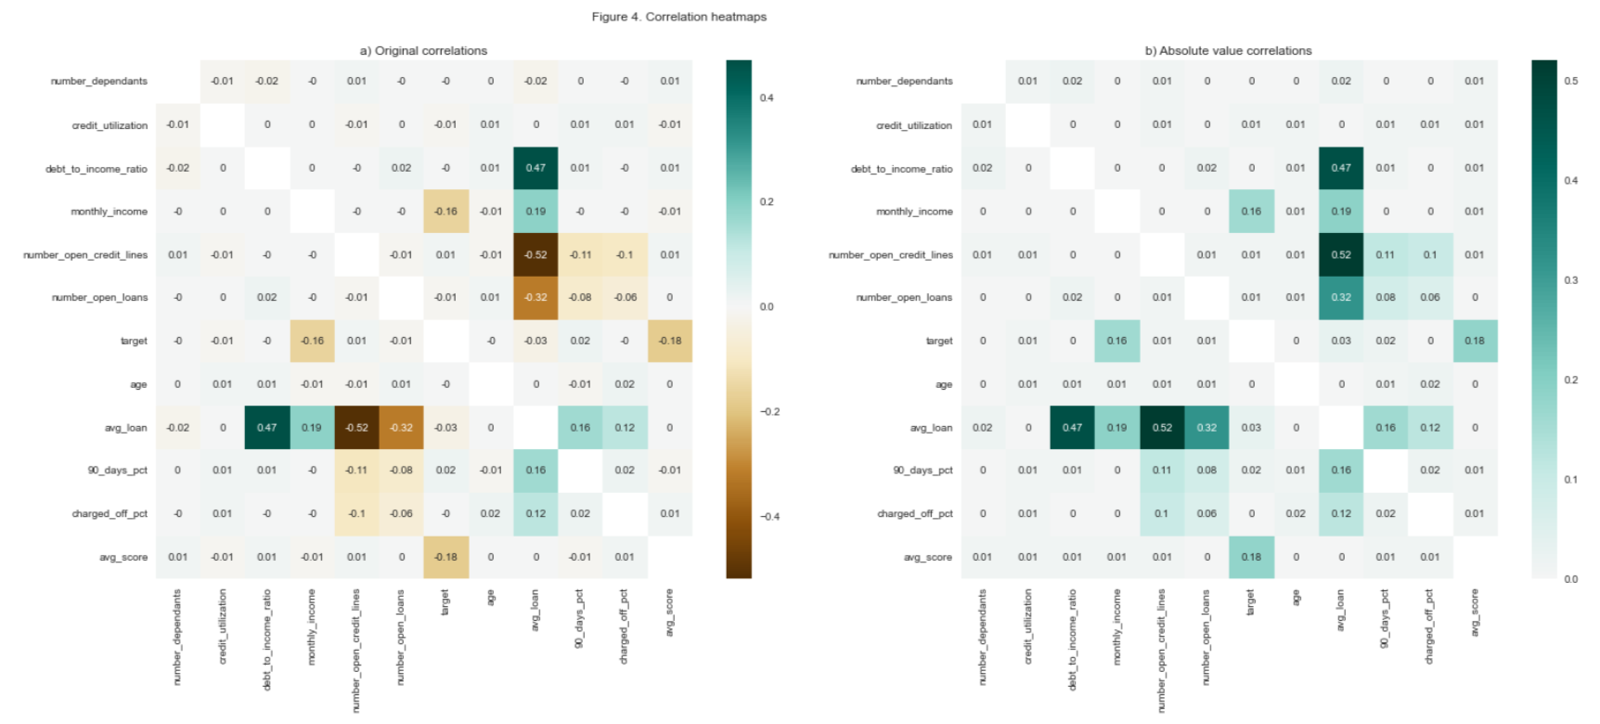 Figure 4. Correlation heatmaps
a) Original correlations
number_dependants -0.01 -0.02 -0 0.01 -0 -0 0 -0.02 0 -0 0.01
credit_utilization -0.01 0 0 -0.01 0 -0.01 0.01 0 0.01 0.01 -0.01
debt_to_income_ratio -0.02 0 0 -0 0.02 -0 0.01 0.47 0.01 -0 0.01
monthly_income -0 0 0 -0 -0 -0.16 -0.01 0.19 -0 -0 -0.01
number_open_credit_lines 0.01 -0.01 -0 -0 -0.01 0.01 -0.01 -0.52 -0.11 -0.1 0.01
number_open_loans -0 0 0.02 -0 -0.01 -0.01 0.01 -0.32 -0.08 -0.06 0
target -0 -0.01 -0 -0.16 0.01 -0.01 -0 -0.03 0.02 -0 -0.18
age 0 0.01 0.01 -0.01 -0.01 0.01 -0 0 -0.01 0.02 0
avg_loan -0.02 0 0.47 0.19 -0.52 -0.32 -0.03 0 0.16 0.12 0
90_days_pct 0 0.01 0.01 -0 -0.11 -0.08 0.02 -0.01 0.16 0.02 -0.01
charged_off_pct -0 0.01 -0 -0 -0.1 -0.06 -0 0.02 0.12 0.02 0.01
avg_score 0.01 -0.01 0.01 -0.01 0.01 0 -0.18 0 0 -0.01 0.01
number_dependants
credit_utilization
debt_to_income_ratio
monthly_income
number_open_credit_lines
number_open_loans
target
age
avg_loan
90_days_pct
charged_off_pct
avg_score
0.4
0.2
0.0
−0.2
−0.4
b) Absolute value correlations
number_dependants 0.01 0.02 0 0.01 0 0 0 0.02 0 0 0.01
credit_utilization 0.01 0 0 0.01 0 0.01 0.01 0 0.01 0.01 0.01
debt_to_income_ratio 0.02 0 0 0 0.02 0 0.01 0.47 0.01 0 0.01
monthly_income 0 0 0 0 0 0.16 0.01 0.19 0 0 0.01
number_open_credit_lines 0.01 0.01 0 0 0.01 0.01 0.01 0.52 0.11 0.1 0.01
number_open_loans 0 0 0.02 0 0.01 0.01 0.01 0.32 0.08 0.06 0
target 0 0.01 0 0.16 0.01 0.01 0 0.03 0.02 0 0.18
age 0 0.01 0.01 0.01 0.01 0.01 0 0 0.01 0.02 0
avg_loan 0.02 0 0.47 0.19 0.52 0.32 0.03 0 0.16 0.12 0
90_days_pct 0 0.01 0.01 0 0.11 0.08 0.02 0.01 0.16 0.02 0.01
charged_off_pct 0 0.01 0 0 0.1 0.06 0 0.02 0.12 0.02 0.01
avg_score 0.01 0.01 0.01 0.01 0.01 0 0.18 0 0 0.01 0.01
number_dependants
credit_utilization
debt_to_income_ratio
monthly_income
number_open_credit_lines
number_open_loans
target
age
avg_loan
90_days_pct
charged_off_pct
avg_score
0.5
0.4
0.3
0.2
0.1
0.0